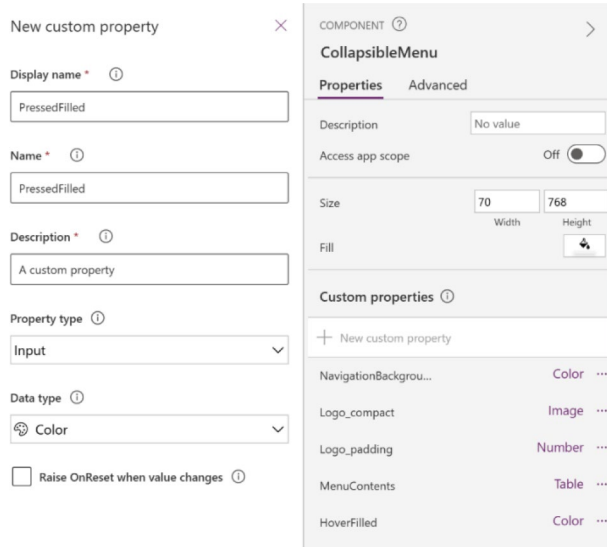 New custom property
Display name *
PressedFilled
Name *
PressedFilled
Description *
A custom property
Property type
Input
Data type
Color
Raise OnReset when value changes
COMPONENT
CollapsibleMenu
Properties Advanced
Description No value
Access app scope Off
Size 70 768
Width Height
Fill
Custom properties
New custom property
NavigationBackgrou... Color ...
Logo_compact Image ...
Logo_padding Number ...
MenuContents Table ...
HoverFilled Color ...